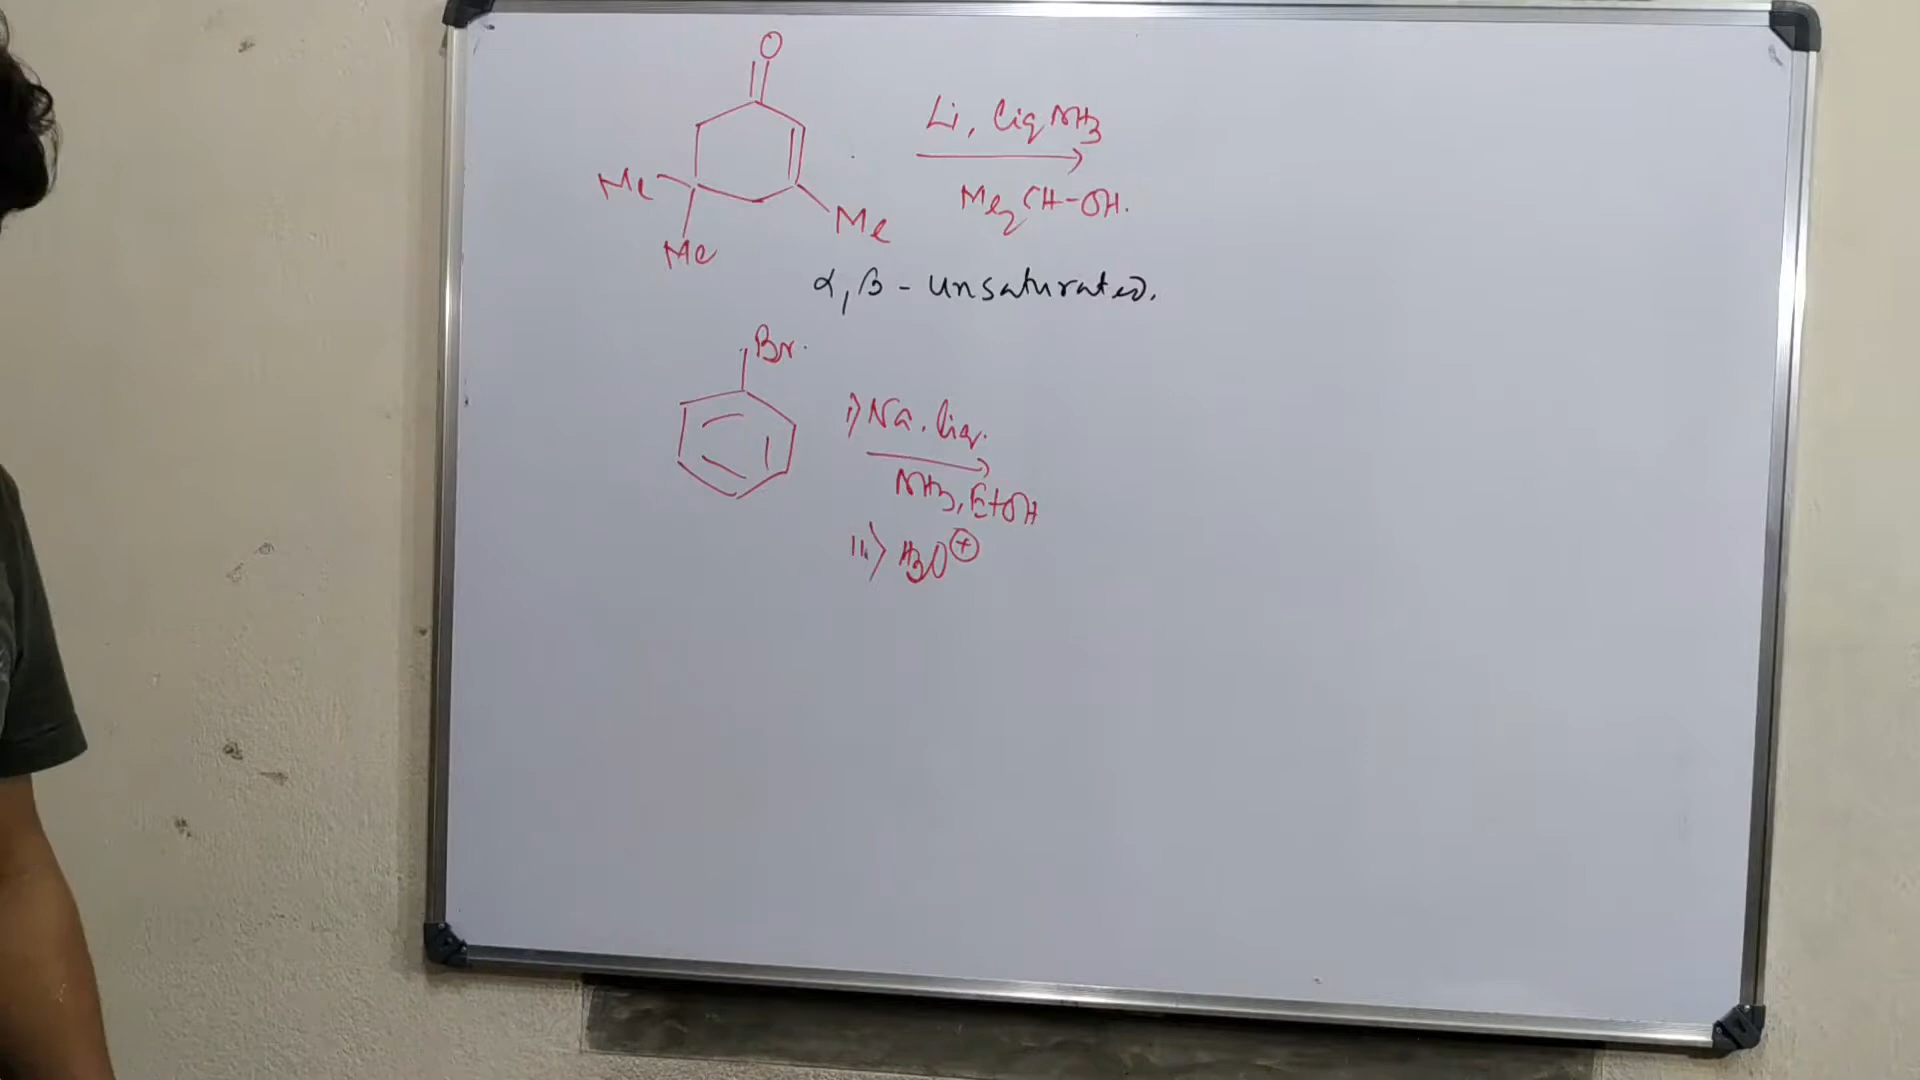 O
Li, liq NH3
Me
Me2CH-OH.
Me
Me
α, β - unsaturated.
Br.
i) Na. liq.
NH3, EtOH
ii) H3O⊕